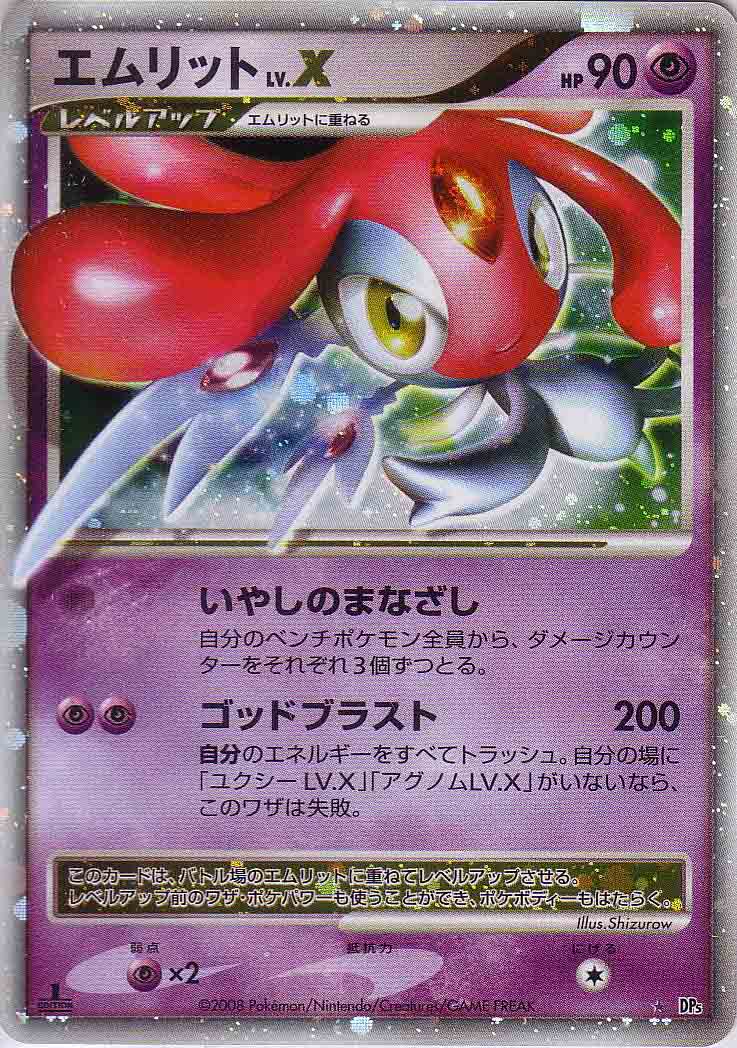 エムリット LV.X HP 90
レベルアップ エムリットに重ねる
いやしのまなざし
自分のベンチポケモン全員から、ダメージカウン
ターをそれぞれ3個ずつとる。
ゴッドブラスト 200
自分のエネルギーをすべてトラッシュ。自分の場に
「ユクシー LV.X」「アグノムLV.X」がいないなら、
このワザは失敗。
このカードは、バトル場のエムリットに重ねてレベルアップさせる。
レベルアップ前のワザ・ポケパワーも使うことができ、ポケボディーもはたらく。
Illus.Shizurow
弱点 抵抗力 にげる
×2
1 EDITION ©2008 Pokémon/Nintendo/Creatures/GAME FREAK DPs